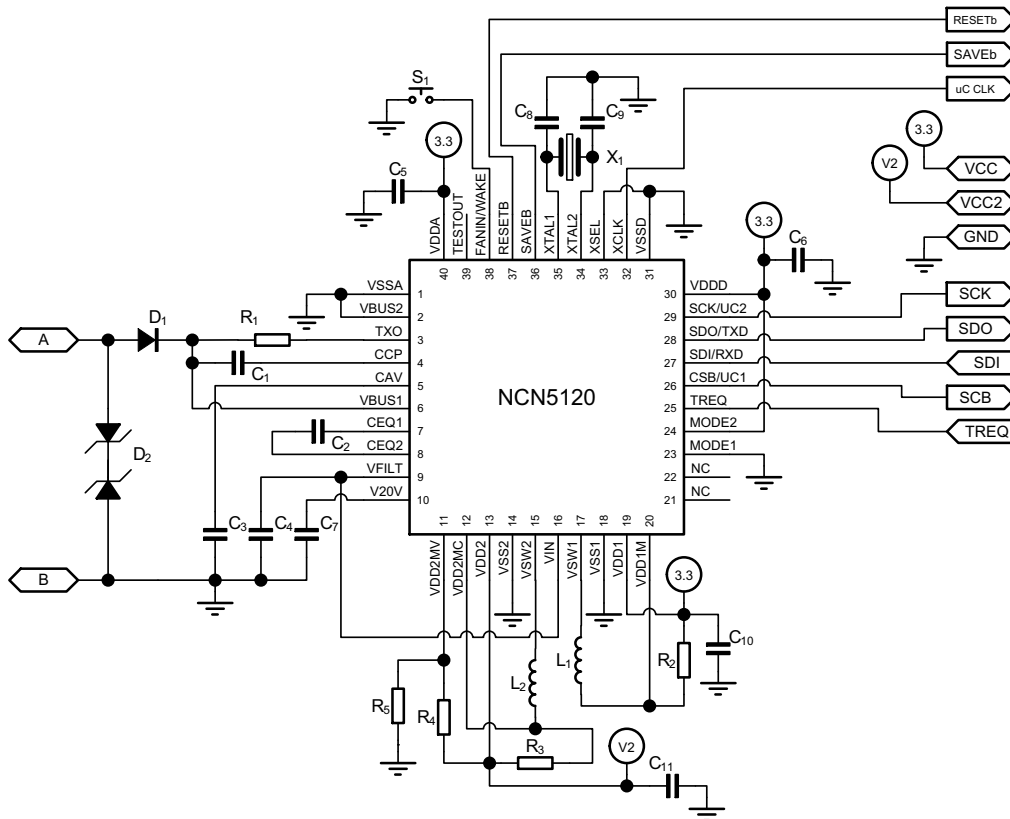 RESETb
SAVEb
uC CLK
S1
C8
C9
X1
3.3
3.3
V2
VCC
VCC2
GND
C5
3.3
C6
VDDA
TESTOUT
FANIN/WAKE
RESETB
SAVEB
XTAL1
XTAL2
XSEL
XCLK
VSSD
40
39
38
37
36
35
34
33
32
31
VSSA
1
VBUS2
2
TXO
3
CCP
4
CAV
5
VBUS1
6
CEQ1
7
CEQ2
8
VFILT
9
V20V
10
NCN5120
30
VDDD
29
SCK/UC2
28
SDO/TXD
27
SDI/RXD
26
CSB/UC1
25
TREQ
24
MODE2
23
MODE1
22
NC
21
NC
SCK
SDO
SDI
SCB
TREQ
A
D1
R1
C1
C2
D2
C3
C4
C7
B
11
12
13
14
15
16
17
18
19
20
VDD2MV
VDD2MC
VDD2
VSS2
VSW2
VIN
VSW1
VSS1
VDD1
VDD1M
3.3
C10
R2
L1
L2
R5
R4
R3
V2
C11